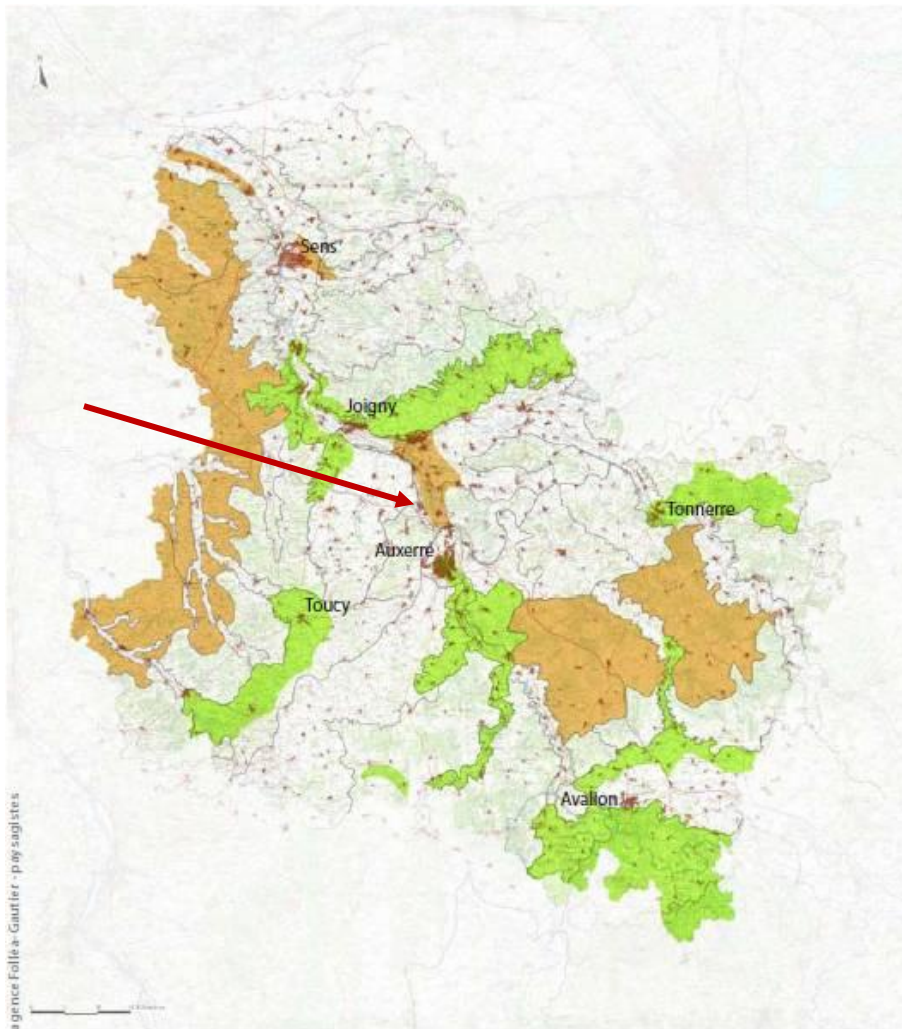 Sens
Joigny
Tonnerre
Auxerre
Toucy
Avallon
agence Folléa-Gautier - paysagistes